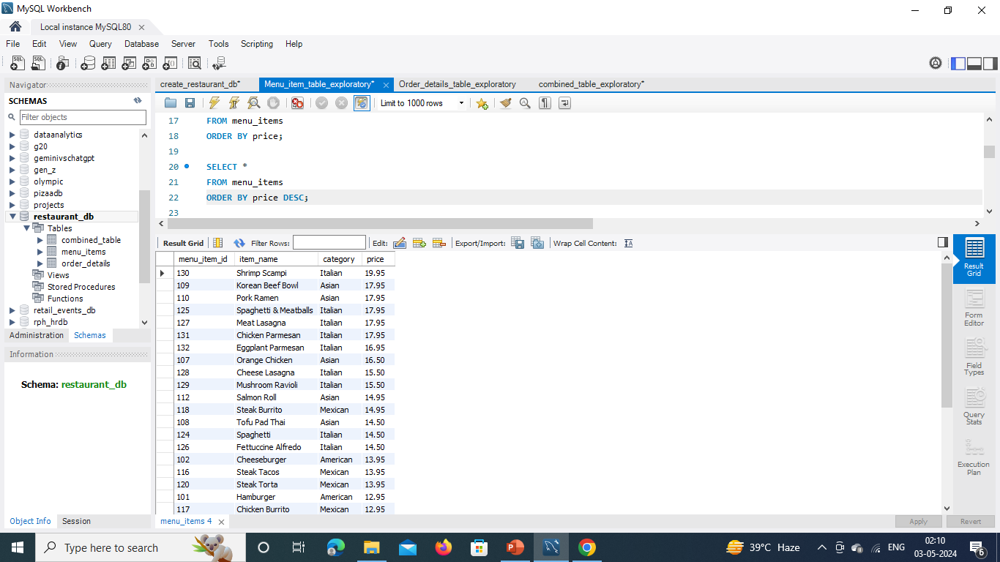 MySQL Workbench
Local instance MySQL80
File Edit View Query Database Server Tools Scripting Help
Navigator
SCHEMAS
Filter objects
dataanalytics
g20
geminivschatgpt
gen_z
olympic
pizaadb
projects
restaurant_db
Tables
combined_table
menu_items
order_details
Views
Stored Procedures
Functions
retail_events_db
rph_hrdb
Administration Schemas
Information
Schema: restaurant_db
Object Info Session
create_restaurant_db* Menu_item_table_exploratory* Order_details_table_exploratory combined_table_exploratory*
Limit to 1000 rows
17 FROM menu_items
18 ORDER BY price;
19
20 SELECT *
21 FROM menu_items
22 ORDER BY price DESC;
23
Result Grid Filter Rows: Edit: Export/Import: Wrap Cell Content:
menu_item_id item_name category price
130 Shrimp Scampi Italian 19.95
109 Korean Beef Bowl Asian 17.95
110 Pork Ramen Asian 17.95
125 Spaghetti & Meatballs Italian 17.95
127 Meat Lasagna Italian 17.95
131 Chicken Parmesan Italian 17.95
132 Eggplant Parmesan Italian 16.95
107 Orange Chicken Asian 16.50
128 Cheese Lasagna Italian 15.50
129 Mushroom Ravioli Italian 15.50
112 Salmon Roll Asian 14.95
118 Steak Burrito Mexican 14.95
108 Tofu Pad Thai Asian 14.50
124 Spaghetti Italian 14.50
126 Fettuccine Alfredo Italian 14.50
102 Cheeseburger American 13.95
116 Steak Tacos Mexican 13.95
120 Steak Torta Mexican 13.95
101 Hamburger American 12.95
117 Chicken Burrito Mexican 12.95
menu_items 4
Result
Grid
Form
Editor
Field
Types
Query
Stats
Execution
Plan
Apply Revert
Type here to search
39°C Haze
ENG
02:10
03-05-2024
6